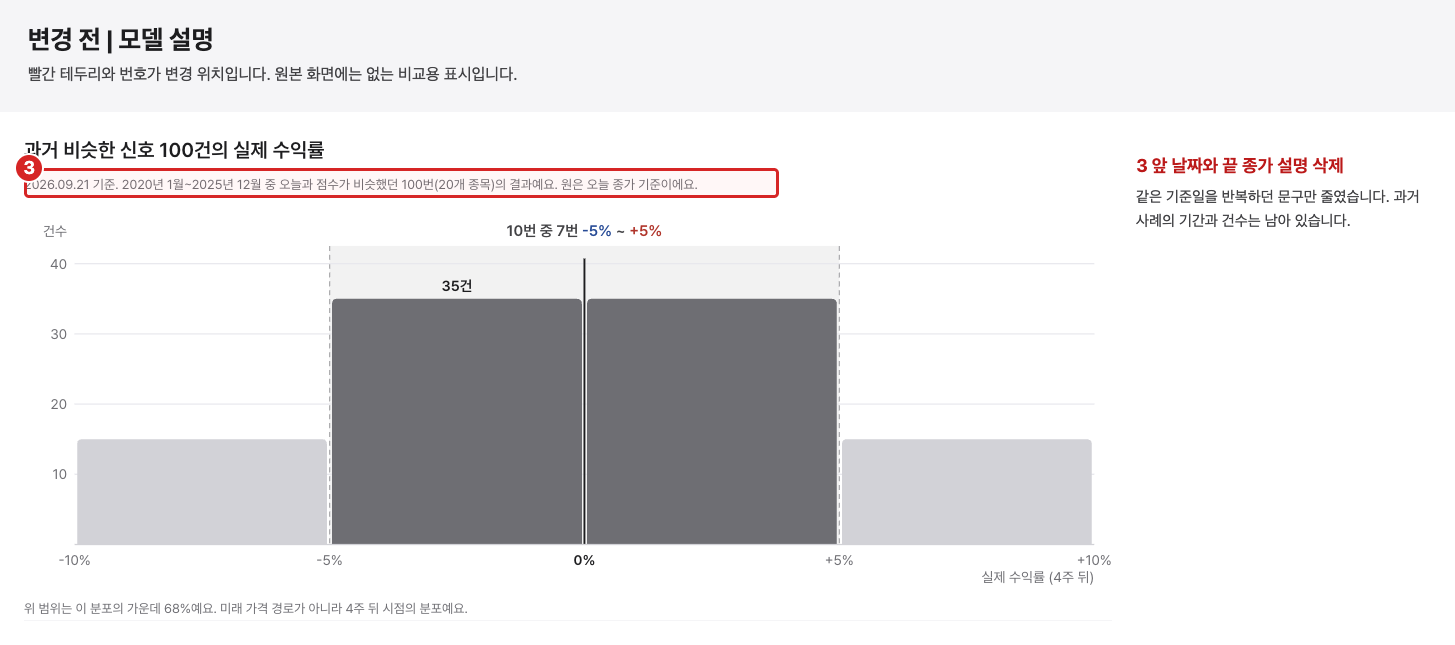 변경 전 | 모델 설명
빨간 테두리와 번호가 변경 위치입니다. 원본 화면에는 없는 비교용 표시입니다.
과거 비슷한 신호 100건의 실제 수익률
3
2026.09.21 기준. 2020년 1월~2025년 12월 중 오늘과 점수가 비슷했던 100번(20개 종목)의 결과예요. 원은 오늘 종가 기준이에요.
3 앞 날짜와 끝 종가 설명 삭제
같은 기준일을 반복하던 문구만 줄였습니다. 과거
사례의 기간과 건수는 남아 있습니다.
건수
10번 중 7번 -5% ~ +5%
40
35건
30
20
10
-10% -5% 0% +5% +10%
실제 수익률 (4주 뒤)
위 범위는 이 분포의 가운데 68%예요. 미래 가격 경로가 아니라 4주 뒤 시점의 분포예요.